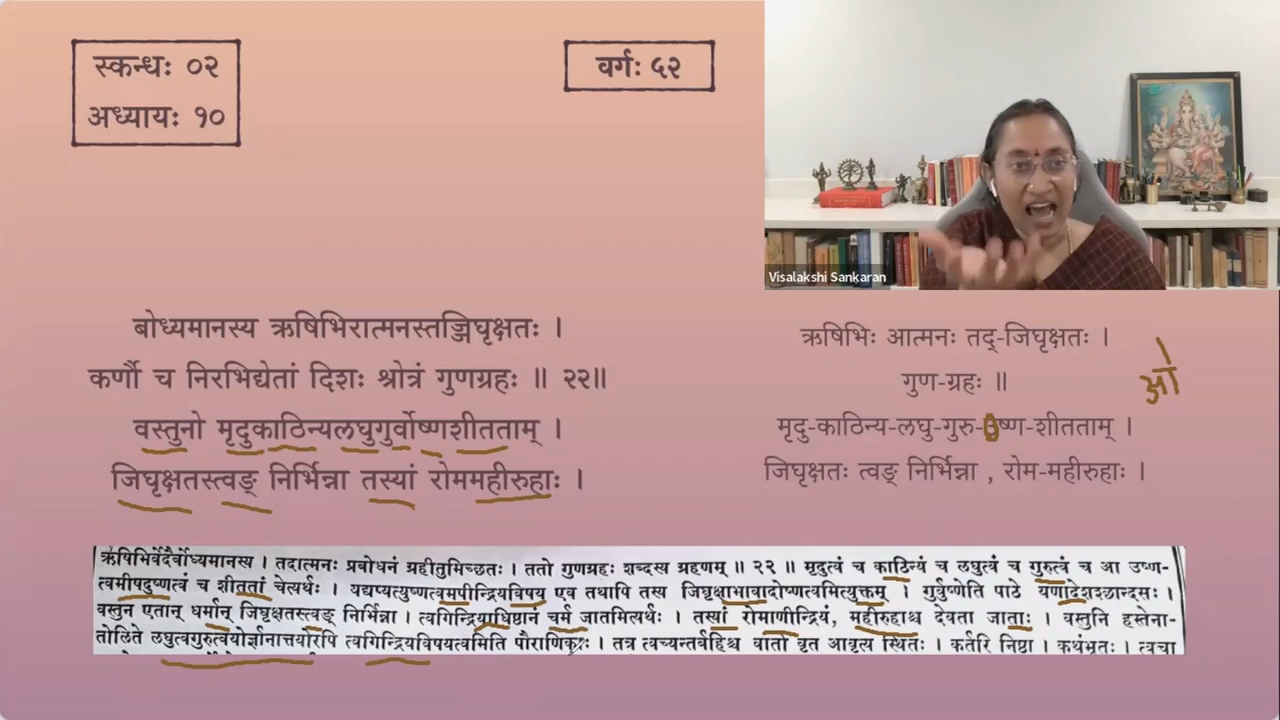 स्कन्धः ०२
अध्यायः १०
वर्गः ५२
Visalakshi Sankaran
बोध्यमानस्य ऋषिभिरात्मनस्तज्जिघृक्षतः ।
कर्णौ च निरभिद्येतां दिशः श्रोत्रं गुणग्रहः ॥ २२॥
वस्तुनो मृदुकाठिन्यलघुगुर्वोष्णशीतताम् ।
जिघृक्षतस्त्वङ् निर्भिन्ना तस्यां रोममहीरुहाः ।
ऋषिभिः आत्मनः तद्-जिघृक्षतः ।
गुण-ग्रहः ॥
मृदु-काठिन्य-लघु-गुरु-ष्ण-शीतताम् ।
जिघृक्षतः त्वङ् निर्भिन्ना , रोम-महीरुहाः ।
ओ
ऋषिभिर्वेदैर्बोध्यमानस्य । तदात्मनः प्रबोधनं ग्रहीतुमिच्छतः । ततो गुणग्रहः शब्दस्य ग्रहणम् ॥ २२ ॥ मृदुत्वं च काठिन्यं च लघुत्वं च गुरुत्वं च आ उष्ण-
त्वमीषदुष्णत्वं च शीततां चेत्यर्थः । यद्यप्यत्युष्णत्वमपीन्द्रियविषय एव तथापि तस्य जिघृक्षाभावादोष्णत्वमित्युक्तम् । गुर्वुष्णेति पाठे यणादेशश्छान्दसः ।
वस्तुन एतान् धर्मान् जिघृक्षतस्त्वङ् निर्भिन्ना । त्वगिन्द्रियाधिष्ठानं चर्म जातमित्यर्थः । तस्यां रोमाणीन्द्रियं, महीरुहाश्च देवता जाताः । वस्तुनि हस्तेना-
तोलिते लघुत्वगुरुत्वयोर्ज्ञानात्तयोरपि त्वगिन्द्रियविषयत्वमिति पौराणिकाः । तत्र त्वच्यन्तर्बहिश्च वातो वृत आवृत्य स्थितः । कर्तरि निष्ठा । कथंभूतः । त्वचा